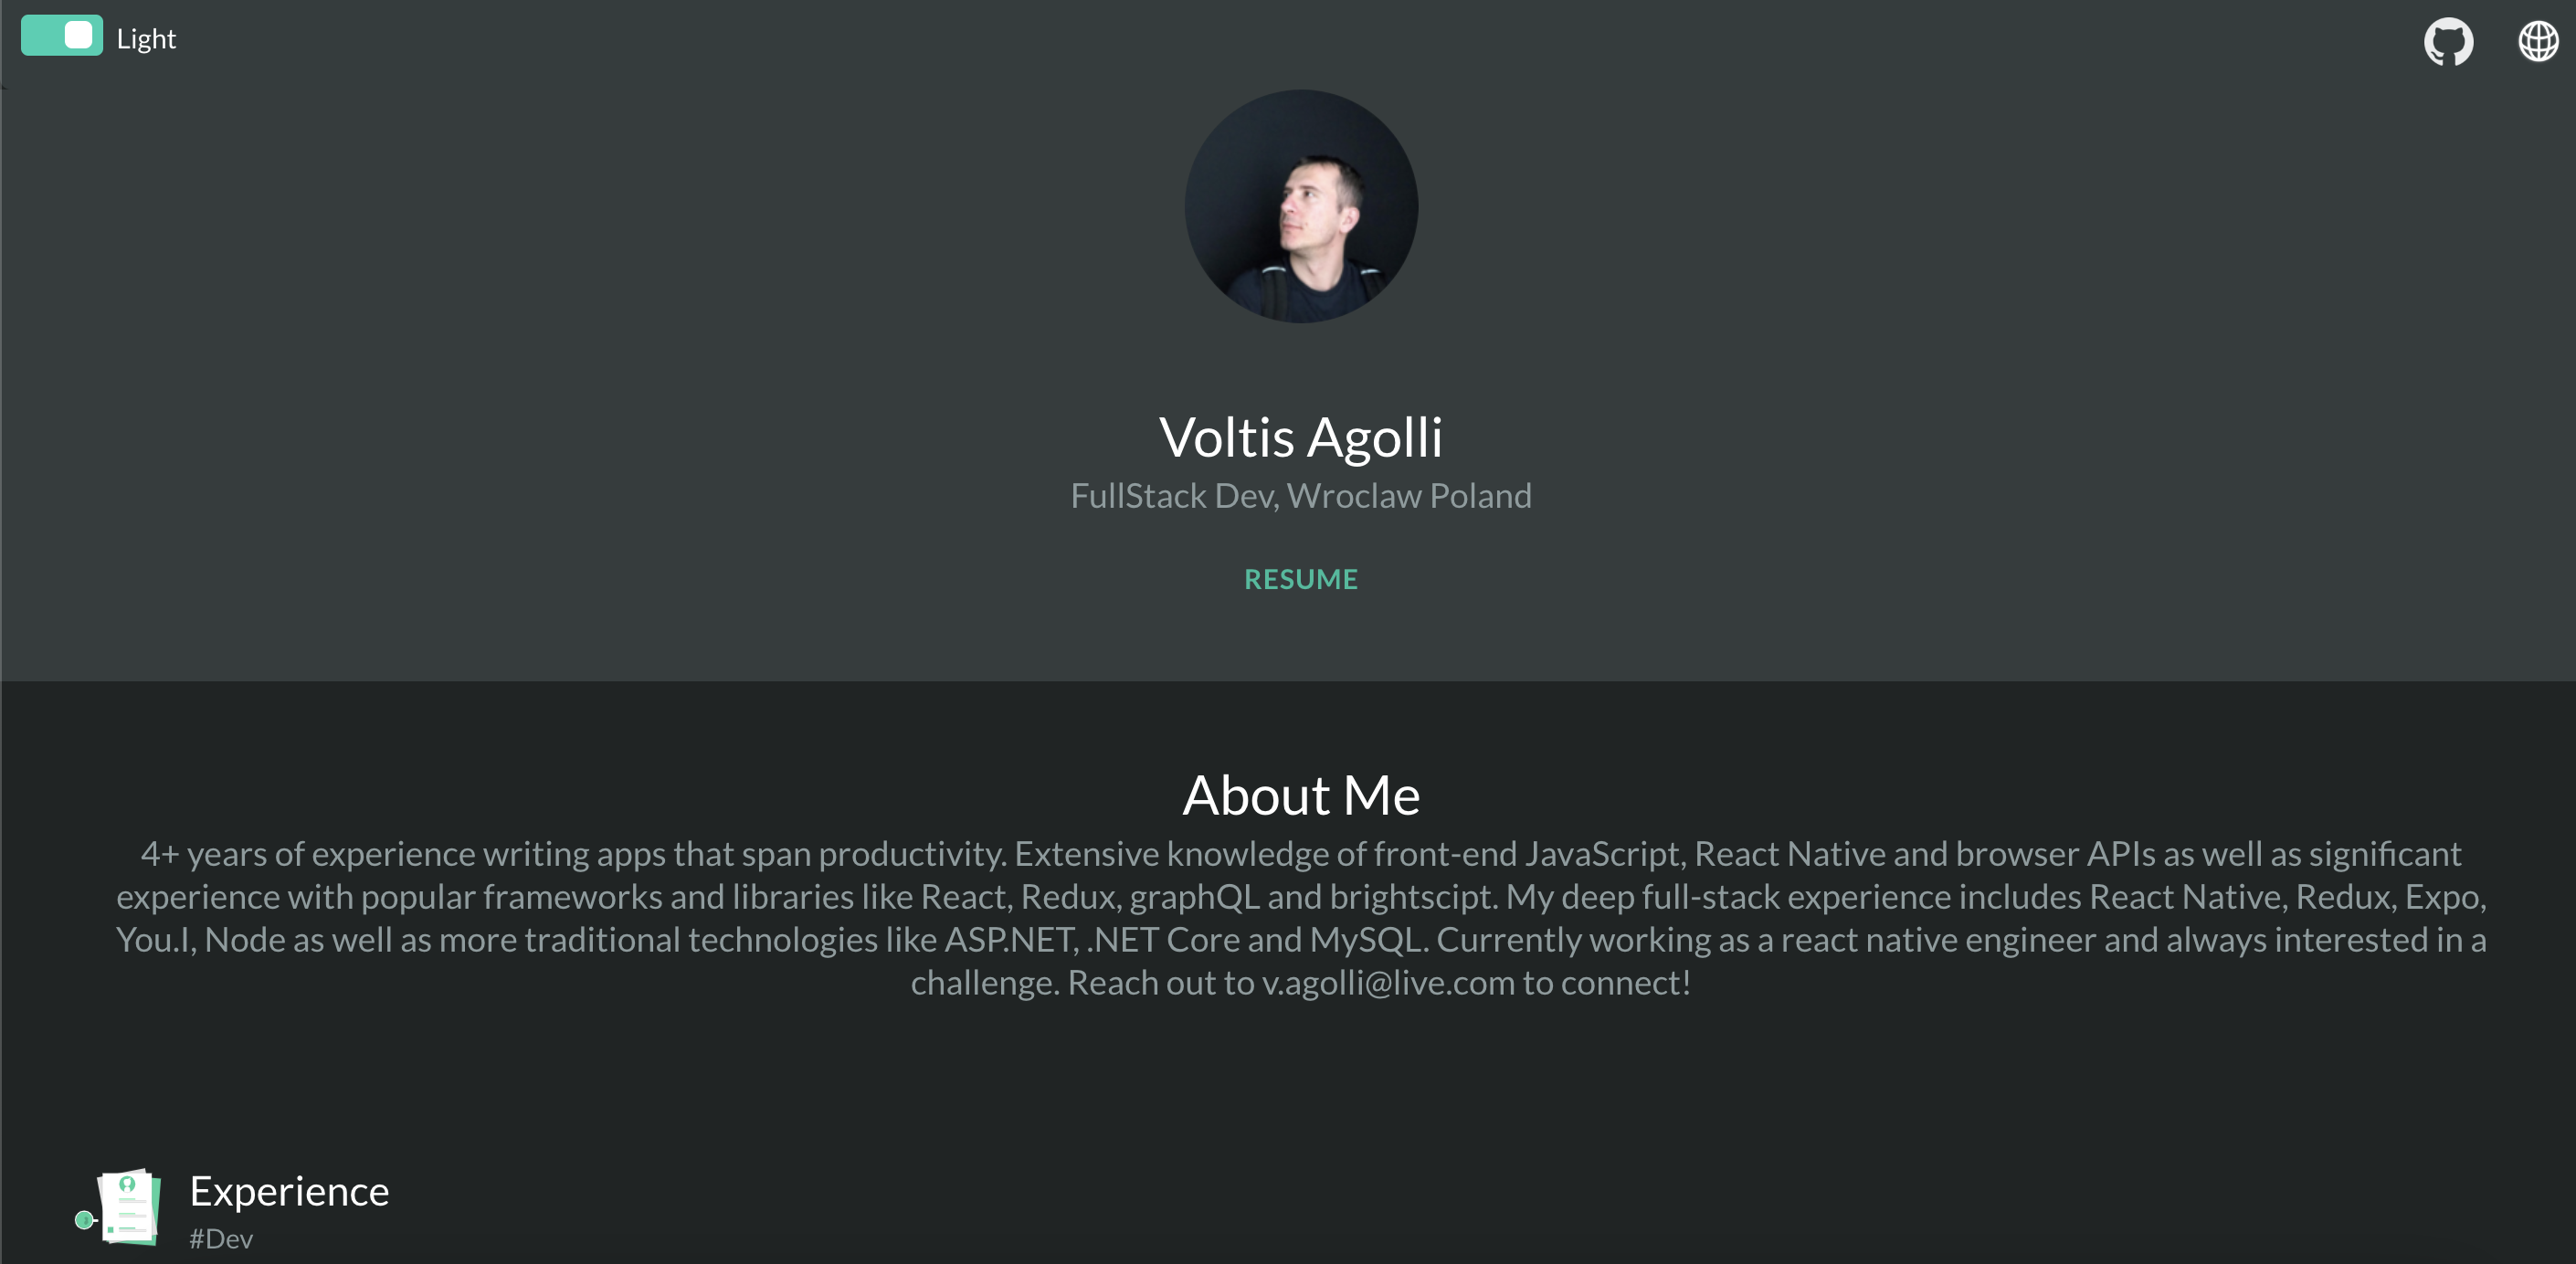 Light
Voltis Agolli
FullStack Dev, Wroclaw Poland
RESUME
About Me
4+ years of experience writing apps that span productivity. Extensive knowledge of front-end JavaScript, React Native and browser APIs as well as significant
experience with popular frameworks and libraries like React, Redux, graphQL and brightscipt. My deep full-stack experience includes React Native, Redux, Expo,
You.I, Node as well as more traditional technologies like ASP.NET, .NET Core and MySQL. Currently working as a react native engineer and always interested in a
challenge. Reach out to v.agolli@live.com to connect!
Experience
#Dev